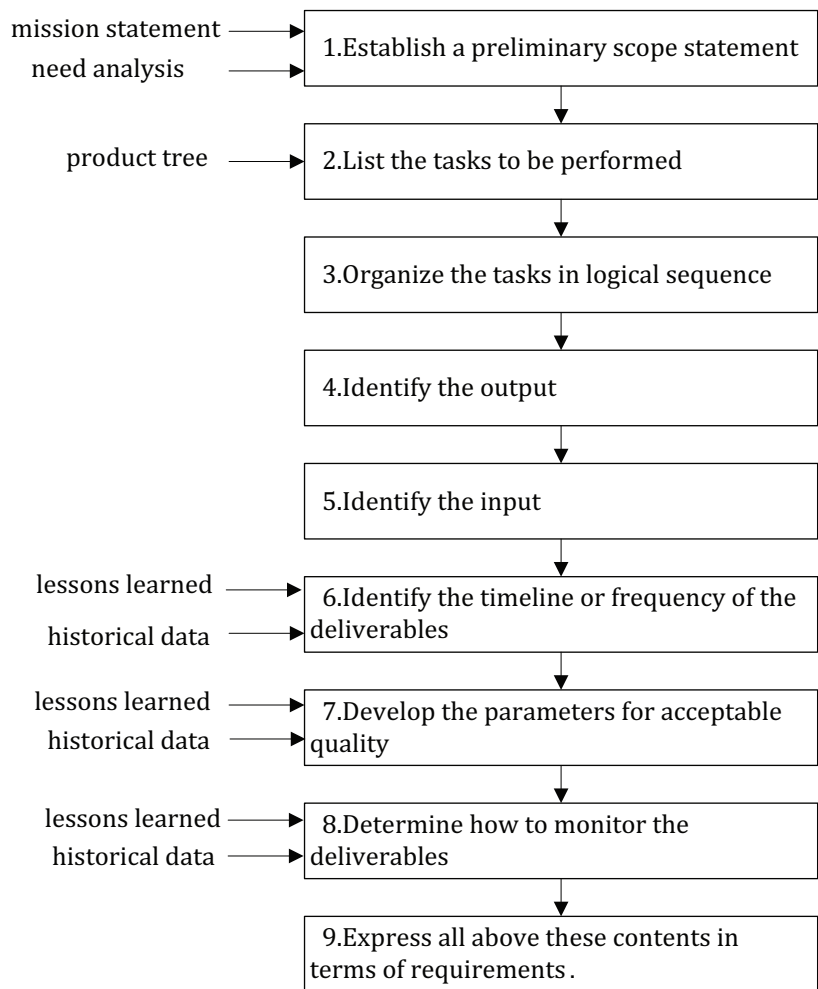 mission statement
need analysis
1.Establish a preliminary scope statement
product tree
2.List the tasks to be performed
3.Organize the tasks in logical sequence
4.Identify the output
5.Identify the input
lessons learned
historical data
6.Identify the timeline or frequency of the
deliverables
lessons learned
historical data
7.Develop the parameters for acceptable
quality
lessons learned
historical data
8.Determine how to monitor the
deliverables
9.Express all above these contents in
terms of requirements.